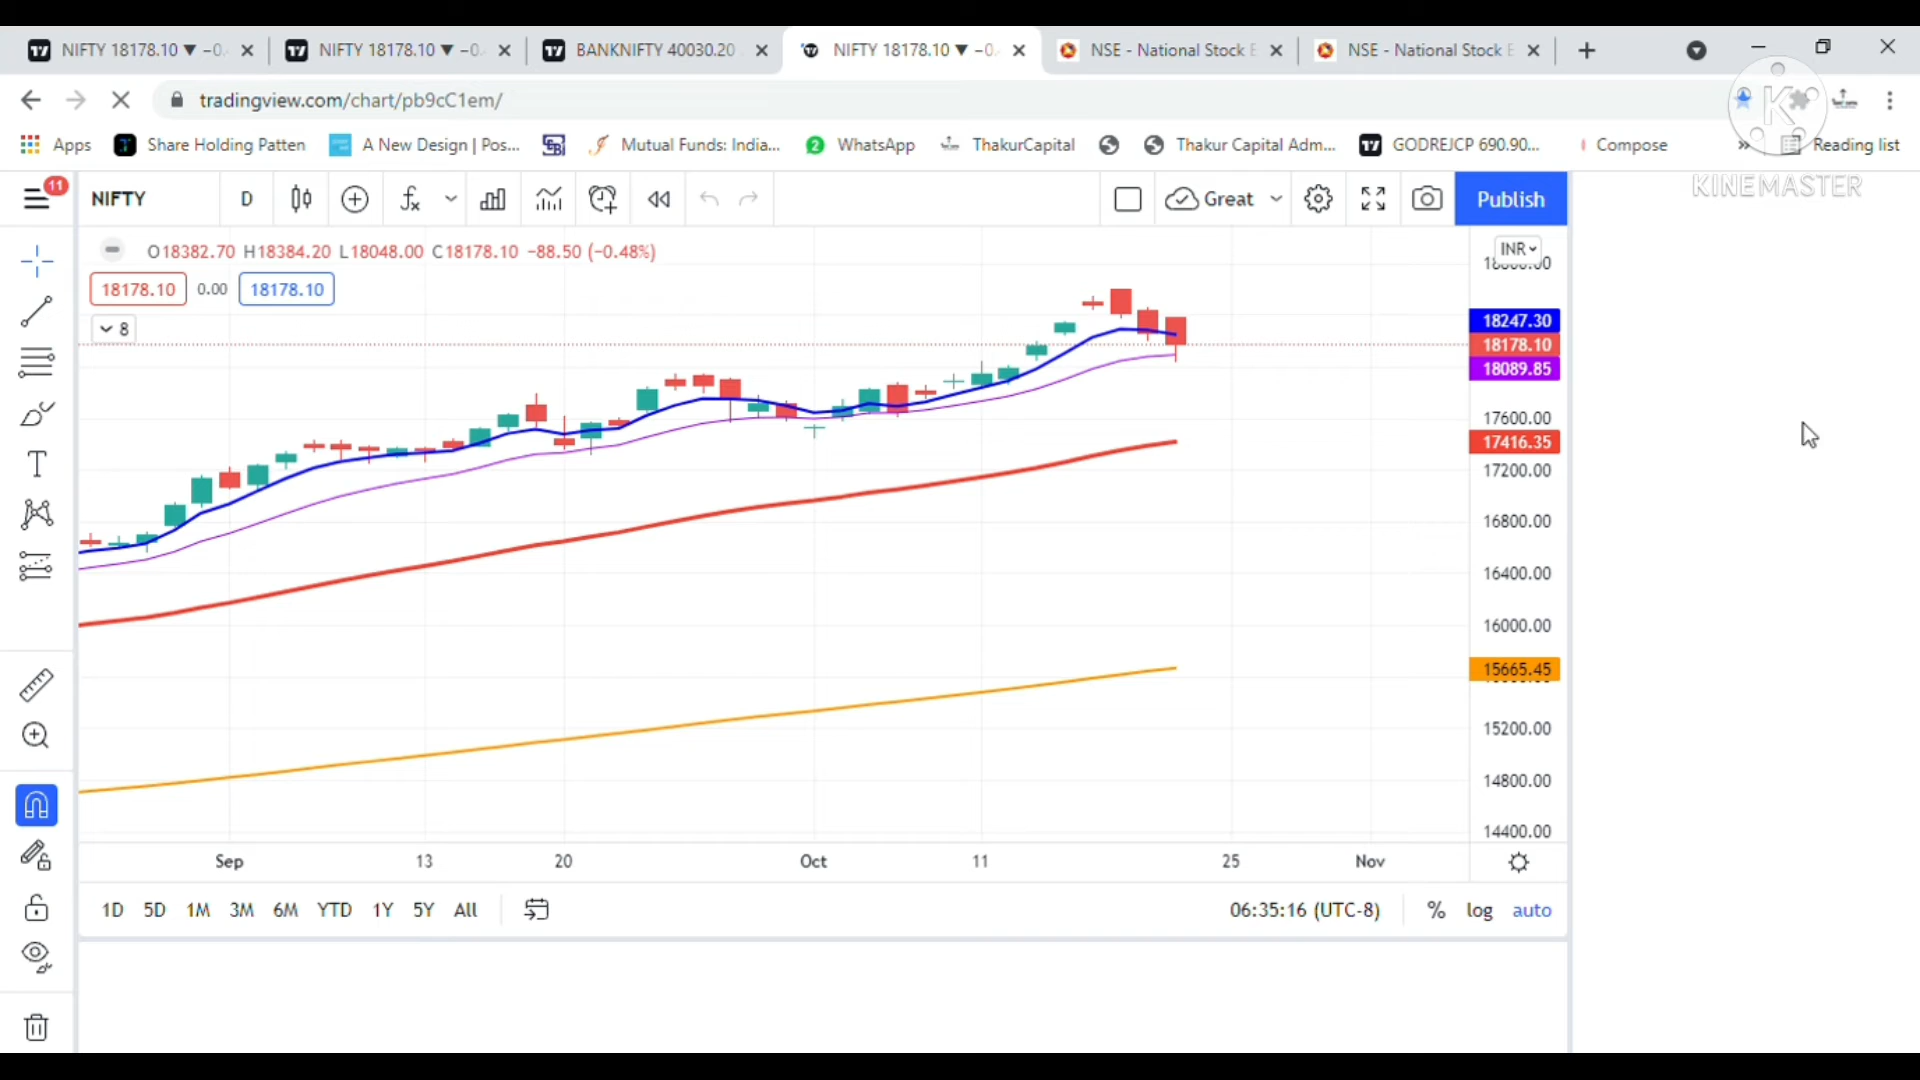 NIFTY 18178.10 ▼ −0. NIFTY 18178.10 ▼ −0. BANKNIFTY 40030.20 NIFTY 18178.10 ▼ −0. NSE - National Stock E NSE - National Stock E
tradingview.com/chart/pb9cC1em/
Apps Share Holding Patten A New Design | Pos... Mutual Funds: India... 2 WhatsApp ThakurCapital Thakur Capital Adm... GODREJCP 690.90... Compose » Reading list
K
KINEMASTER
11 NIFTY D Great Publish
O18382.70 H18384.20 L18048.00 C18178.10 −88.50 (−0.48%)
INR
18178.10 0.00 18178.10
8
18247.30
18178.10
18089.85
17600.00
17416.35
17200.00
16800.00
16400.00
16000.00
15665.45
15200.00
14800.00
14400.00
Sep 13 20 Oct 11 25 Nov
1D 5D 1M 3M 6M YTD 1Y 5Y All 06:35:16 (UTC-8) % log auto